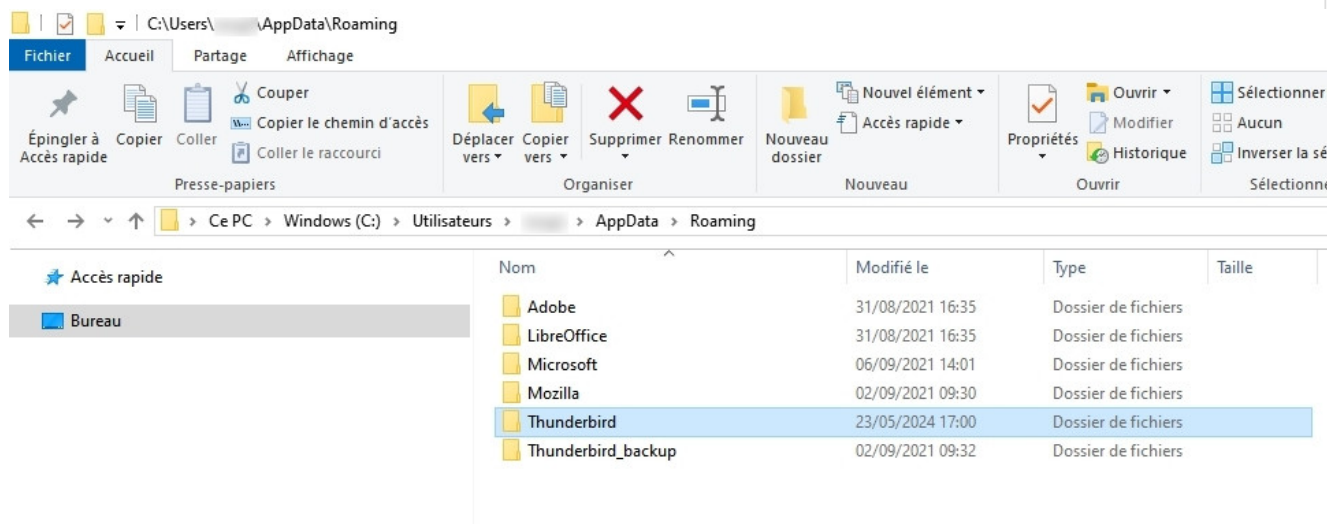 C:\Users\ \AppData\Roaming
Fichier Accueil Partage Affichage
Épingler à Accès rapide
Copier
Coller
Couper
Copier le chemin d'accès
Coller le raccourci
Presse-papiers
Déplacer vers
Copier vers
Supprimer
Renommer
Organiser
Nouveau dossier
Nouvel élément
Accès rapide
Nouveau
Propriétés
Ouvrir
Modifier
Historique
Ouvrir
Sélectionner
Aucun
Inverser la sé
Sélectionne
Ce PC > Windows (C:) > Utilisateurs > > AppData > Roaming
Accès rapide
Bureau
Nom Modifié le Type Taille
Adobe 31/08/2021 16:35 Dossier de fichiers
LibreOffice 31/08/2021 16:35 Dossier de fichiers
Microsoft 06/09/2021 14:01 Dossier de fichiers
Mozilla 02/09/2021 09:30 Dossier de fichiers
Thunderbird 23/05/2024 17:00 Dossier de fichiers
Thunderbird_backup 02/09/2021 09:32 Dossier de fichiers